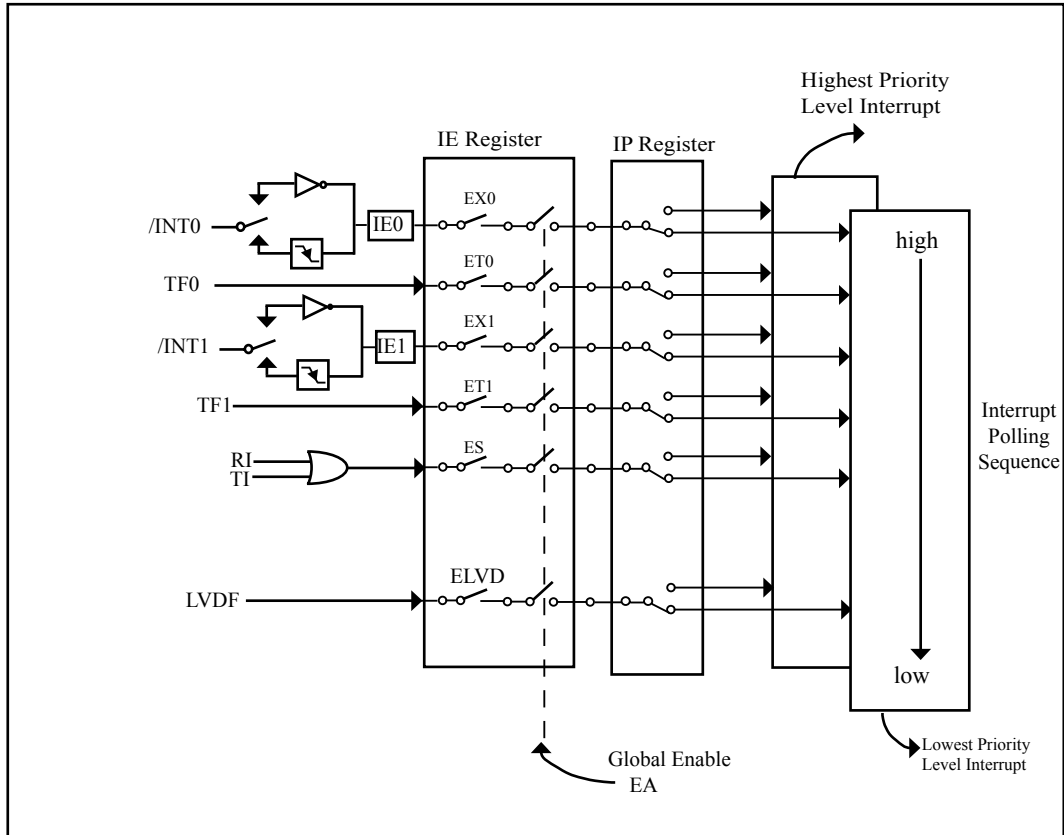 Highest Priority
Level Interrupt
IE Register
IP Register
/INT0
IE0
EX0
high
TF0
ET0
/INT1
IE1
EX1
TF1
ET1
Interrupt
Polling
Sequence
RI
TI
ES
LVDF
ELVD
low
Global Enable
EA
Lowest Priority
Level Interrupt